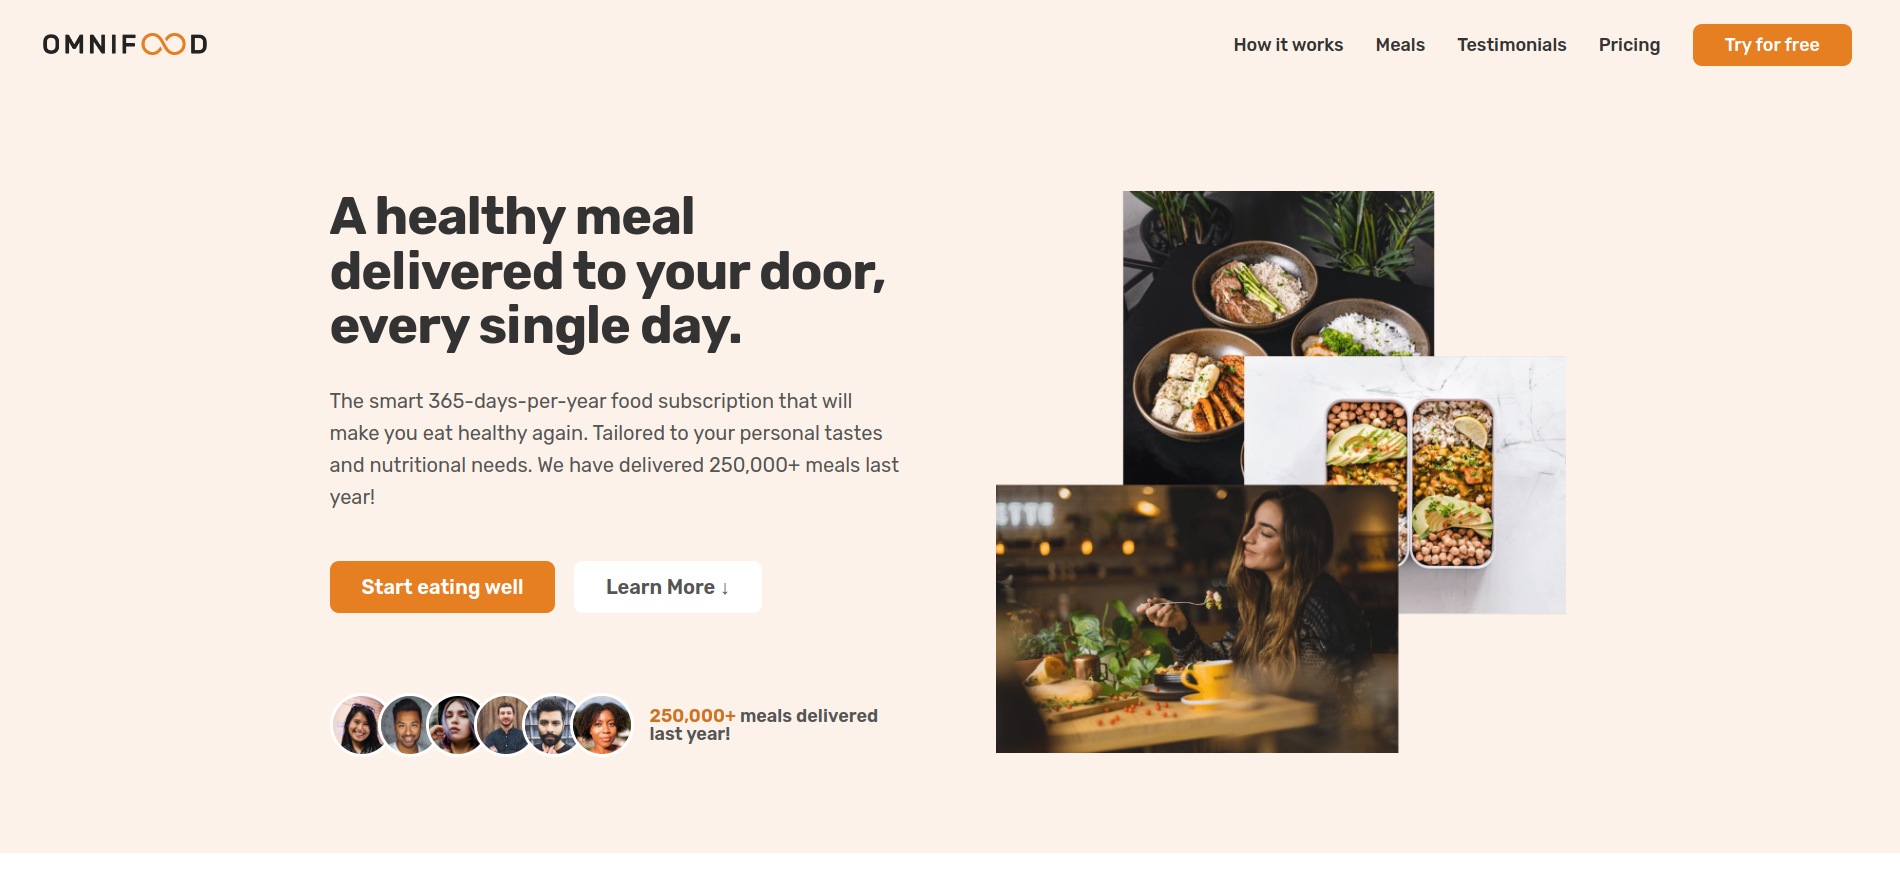 OMNIFOOD
How it works
Meals
Testimonials
Pricing
Try for free
A healthy meal
delivered to your door,
every single day.
The smart 365-days-per-year food subscription that will
make you eat healthy again. Tailored to your personal tastes
and nutritional needs. We have delivered 250,000+ meals last
year!
Start eating well
Learn More ↓
250,000+ meals delivered
last year!
ETTE